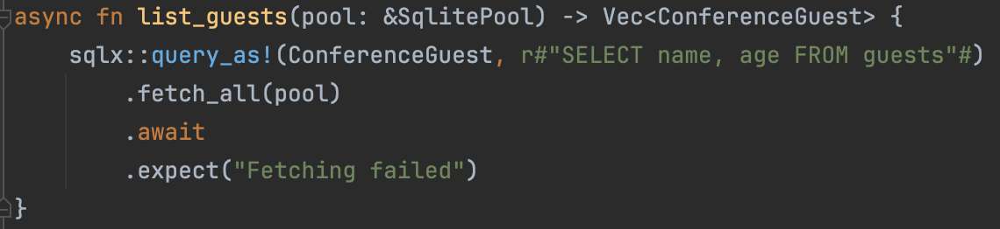 async fn list_guests(pool: &SqlitePool) -> Vec<ConferenceGuest> {
    sqlx::query_as!(ConferenceGuest, r#"SELECT name, age FROM guests"#)
        .fetch_all(pool)
        .await
        .expect("Fetching failed")
}